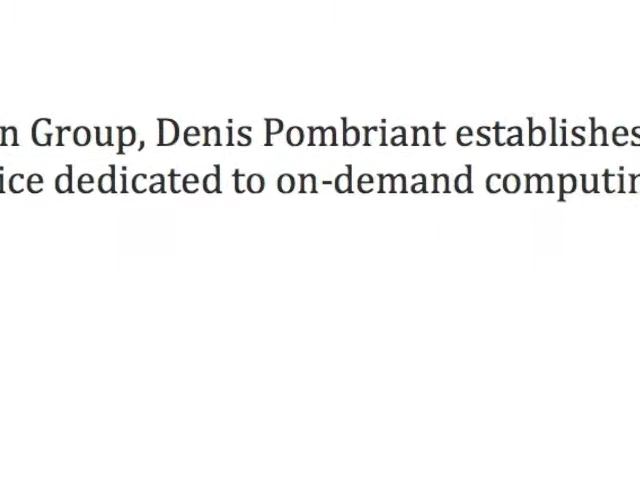 n Group, Denis Pombriant establishes
ice dedicated to on-demand computin